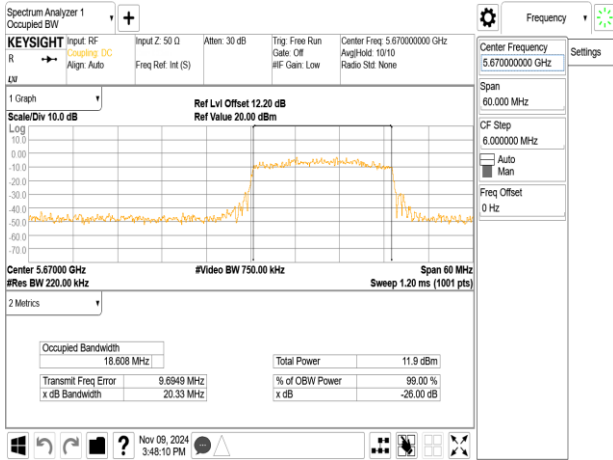 Spectrum Analyzer 1
Occupied BW
+
KEYSIGHT
R
Input: RF
Coupling: DC
Align: Auto
Input Z: 50 Ω
Freq Ref: Int (S)
Atten: 30 dB
Trig: Free Run
Gate: Off
#IF Gain: Low
Center Freq: 5.670000000 GHz
Avg|Hold: 10/10
Radio Std: None
1 Graph
Scale/Div 10.0 dB
Ref Lvl Offset 12.20 dB
Ref Value 20.00 dBm
Log
10.0
0.00
-10.0
-20.0
-30.0
-40.0
-50.0
-60.0
-70.0
Center 5.67000 GHz
#Res BW 220.00 kHz
#Video BW 750.00 kHz
Span 60 MHz
Sweep 1.20 ms (1001 pts)
2 Metrics
Occupied Bandwidth
18.608 MHz
Transmit Freq Error 9.6949 MHz
x dB Bandwidth 20.33 MHz
Total Power 11.9 dBm
% of OBW Power 99.00 %
x dB -26.00 dB
?
Nov 09, 2024
3:48:10 PM
Frequency
Settings
Center Frequency
5.670000000 GHz
Span
60.000 MHz
CF Step
6.000000 MHz
Auto
Man
Freq Offset
0 Hz